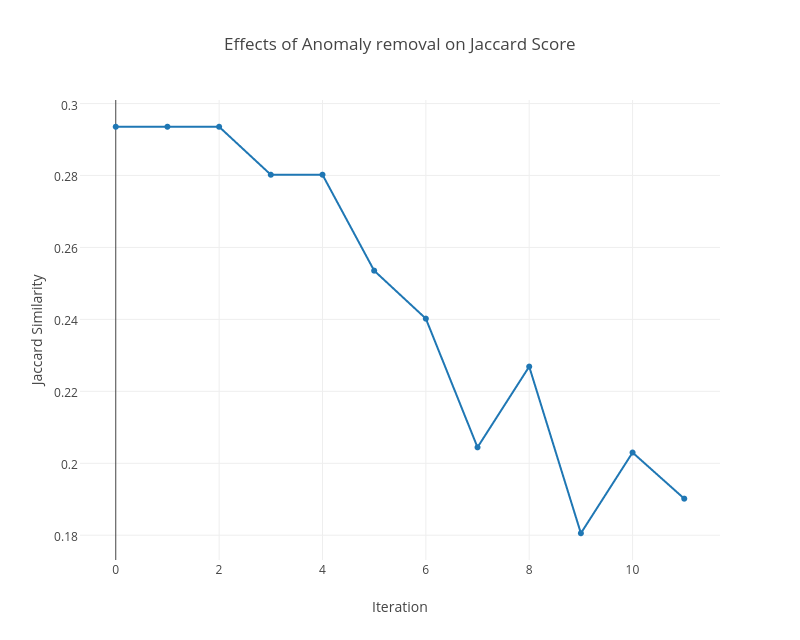 Effects of Anomaly removal on Jaccard Score
0.3
0.28
0.26
0.24
0.22
0.2
0.18
Jaccard Similarity
0 2 4 6 8 10
Iteration